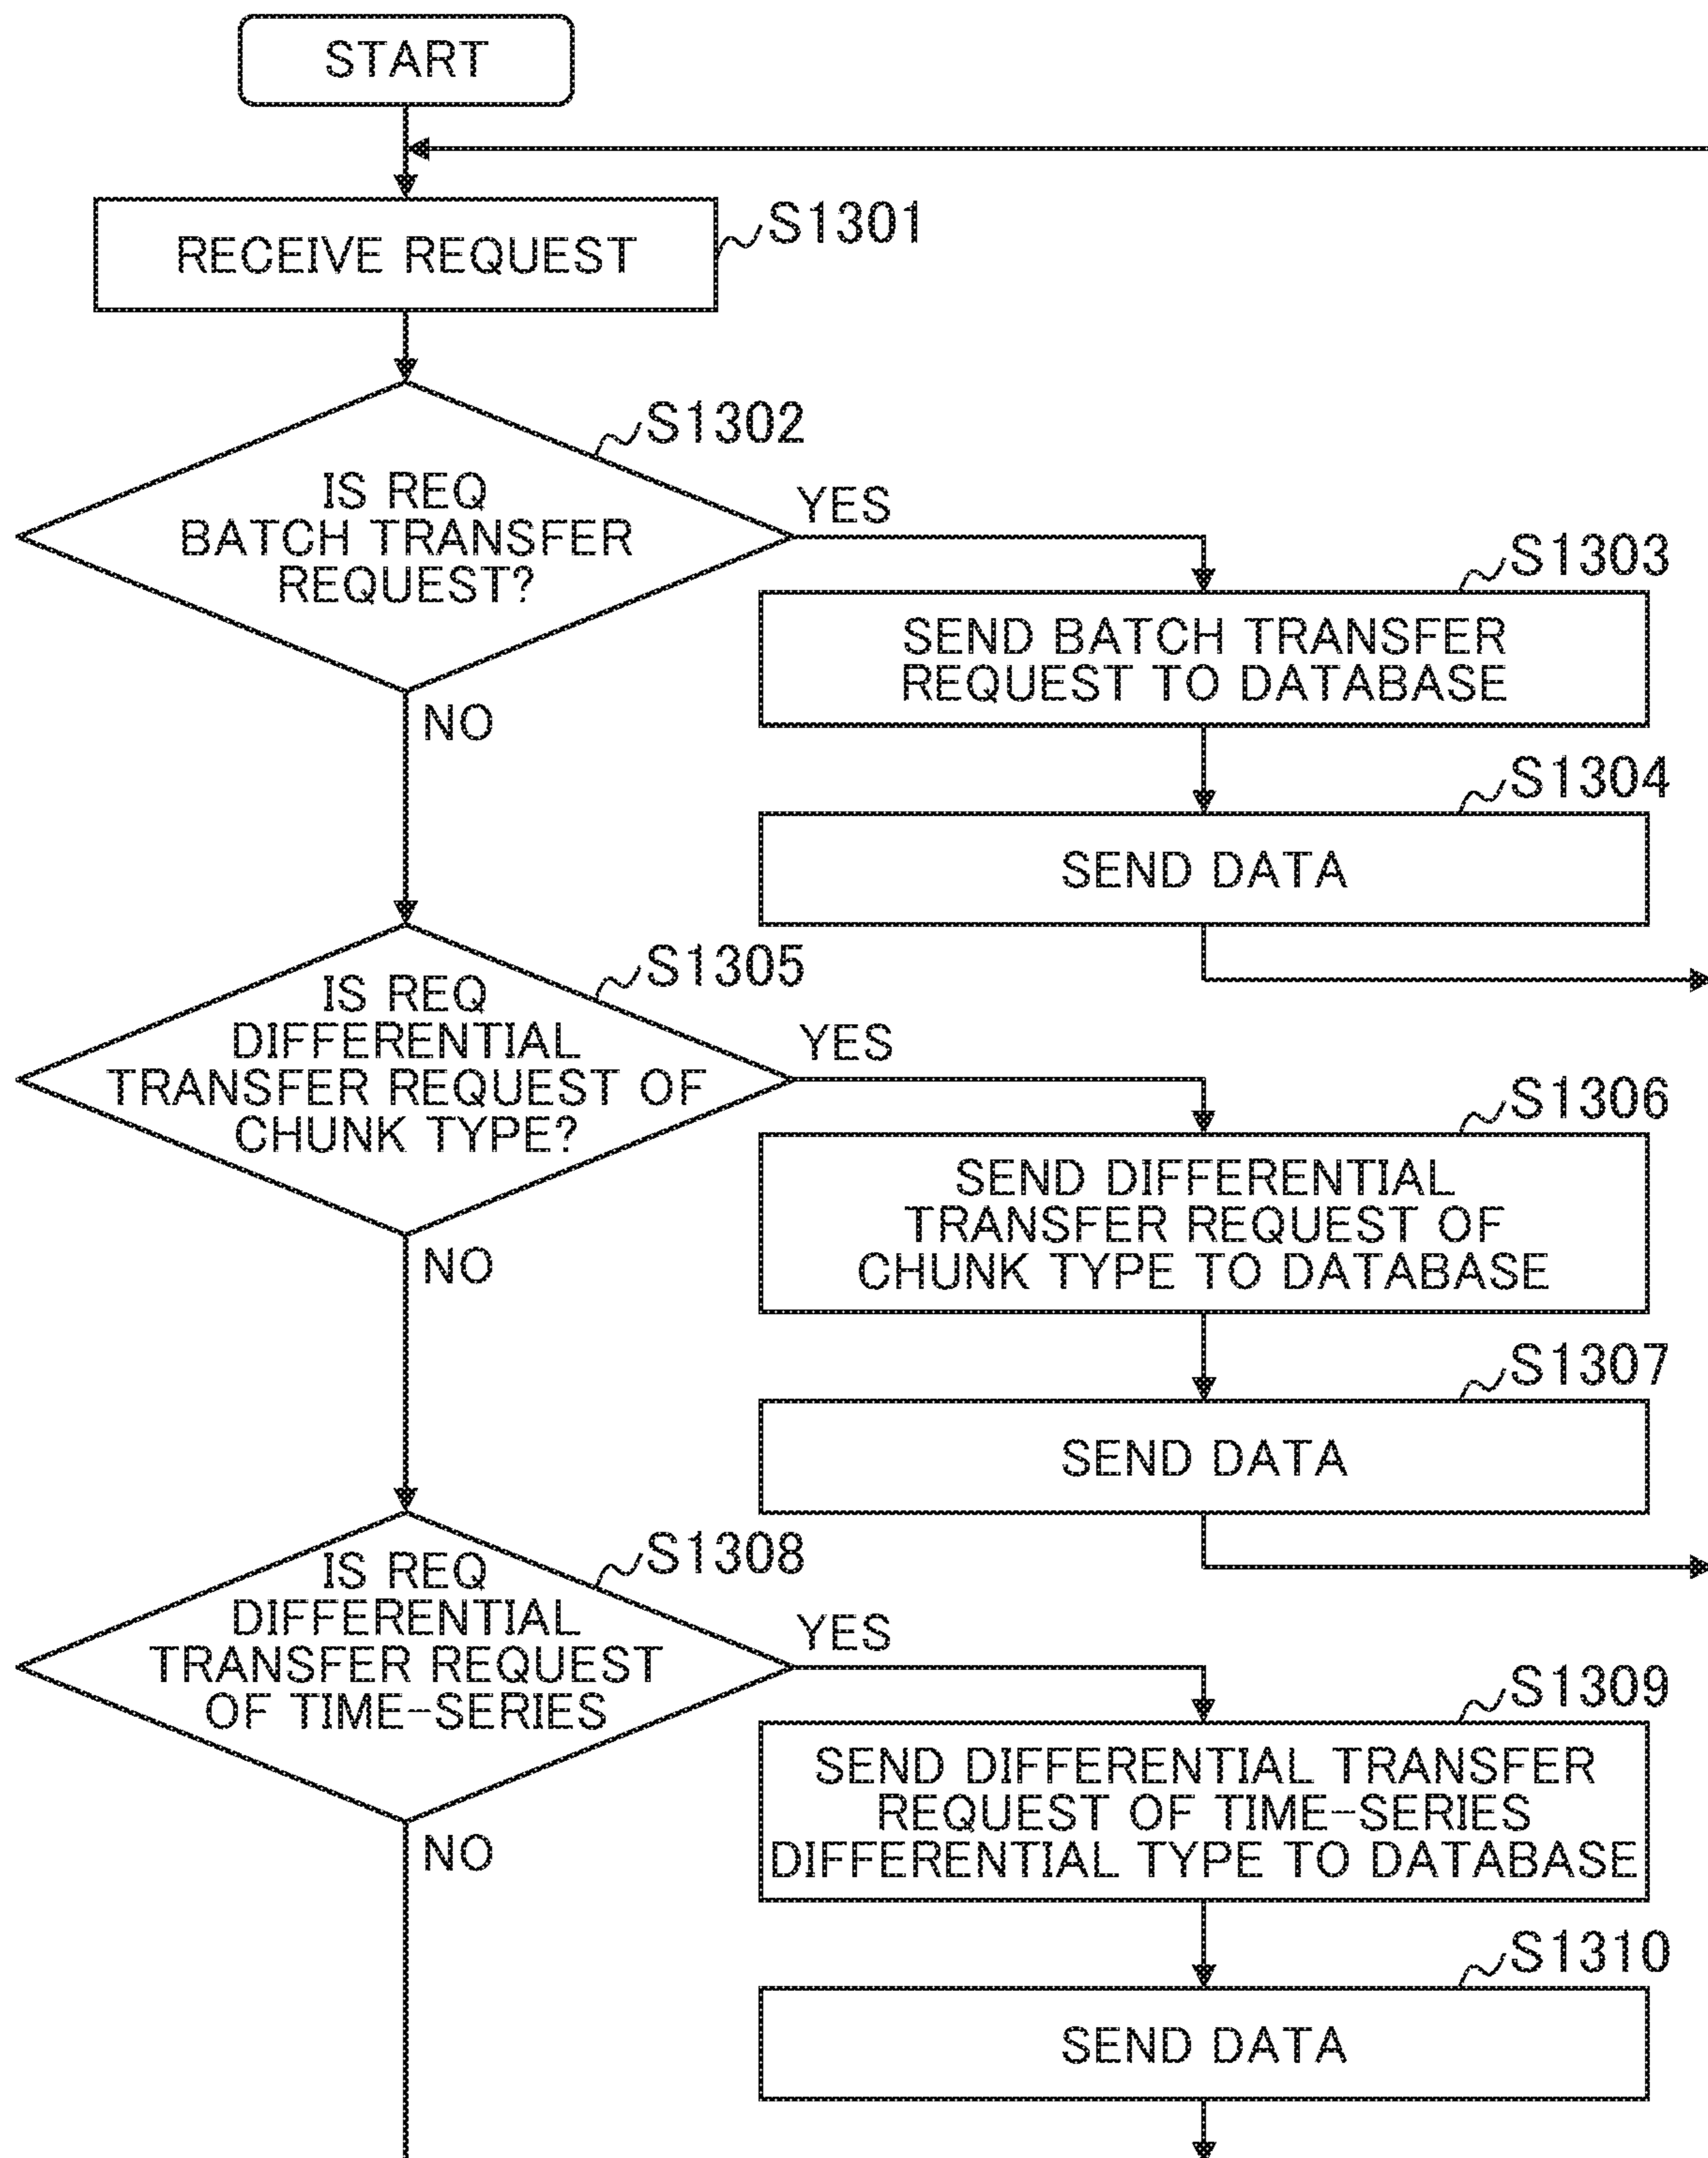 START
RECEIVE REQUEST
S1301
S1302
IS REQ
BATCH TRANSFER
REQUEST?
YES
NO
S1303
SEND BATCH TRANSFER
REQUEST TO DATABASE
S1304
SEND DATA
S1305
IS REQ
DIFFERENTIAL
TRANSFER REQUEST OF
CHUNK TYPE?
YES
NO
S1306
SEND DIFFERENTIAL
TRANSFER REQUEST OF
CHUNK TYPE TO DATABASE
S1307
SEND DATA
S1308
IS REQ
DIFFERENTIAL
TRANSFER REQUEST
OF TIME-SERIES
YES
NO
S1309
SEND DIFFERENTIAL TRANSFER
REQUEST OF TIME-SERIES
DIFFERENTIAL TYPE TO DATABASE
S1310
SEND DATA